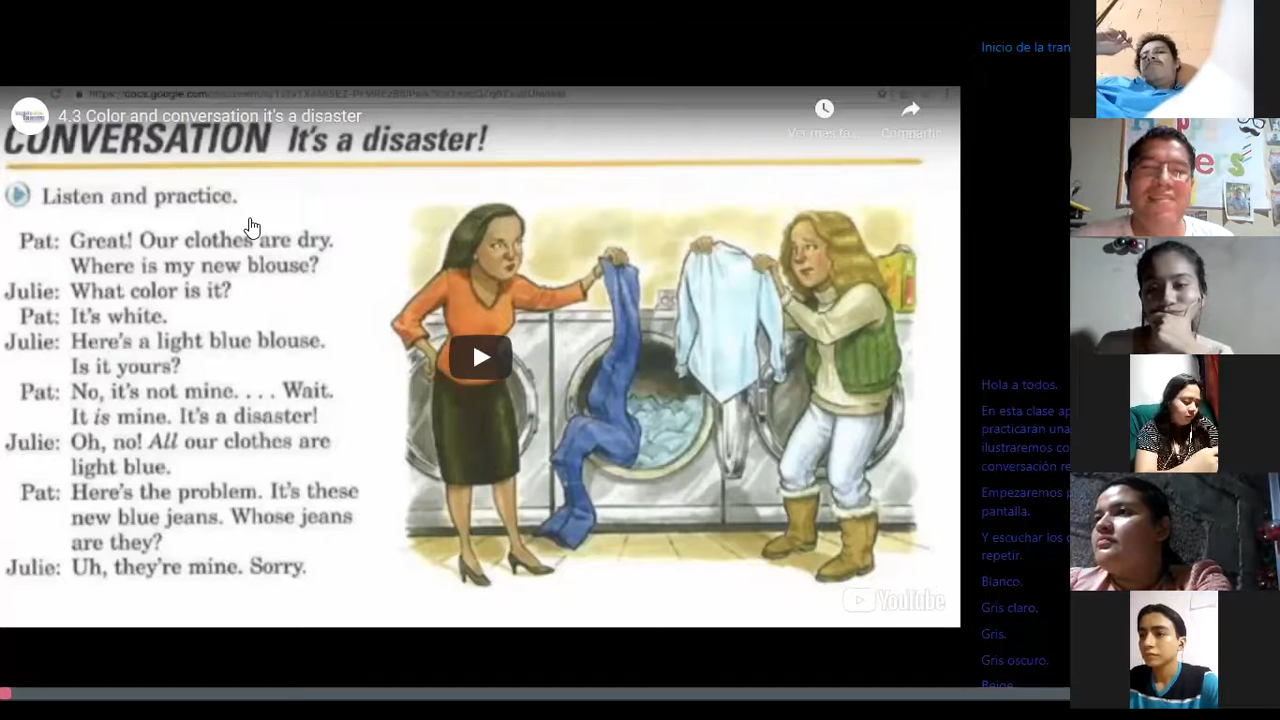 4.3 Color and conversation it's a disaster
Ver más ta...
Compartir
CONVERSATION It's a disaster!
Listen and practice.
Pat: Great! Our clothes are dry.
Where is my new blouse?
Julie: What color is it?
Pat: It's white.
Julie: Here's a light blue blouse.
Is it yours?
Pat: No, it's not mine. . . . Wait.
It is mine. It's a disaster!
Julie: Oh, no! All our clothes are
light blue.
Pat: Here's the problem. It's these
new blue jeans. Whose jeans
are they?
Julie: Uh, they're mine. Sorry.
YouTube
Inicio de la tran
Hola a todos.
En esta clase ap
practicarán una
ilustraremos co
conversación re
Empezaremos p
pantalla.
Y escuchar los c
repetir.
Blanco.
Gris claro.
Gris.
Gris oscuro.
Beige